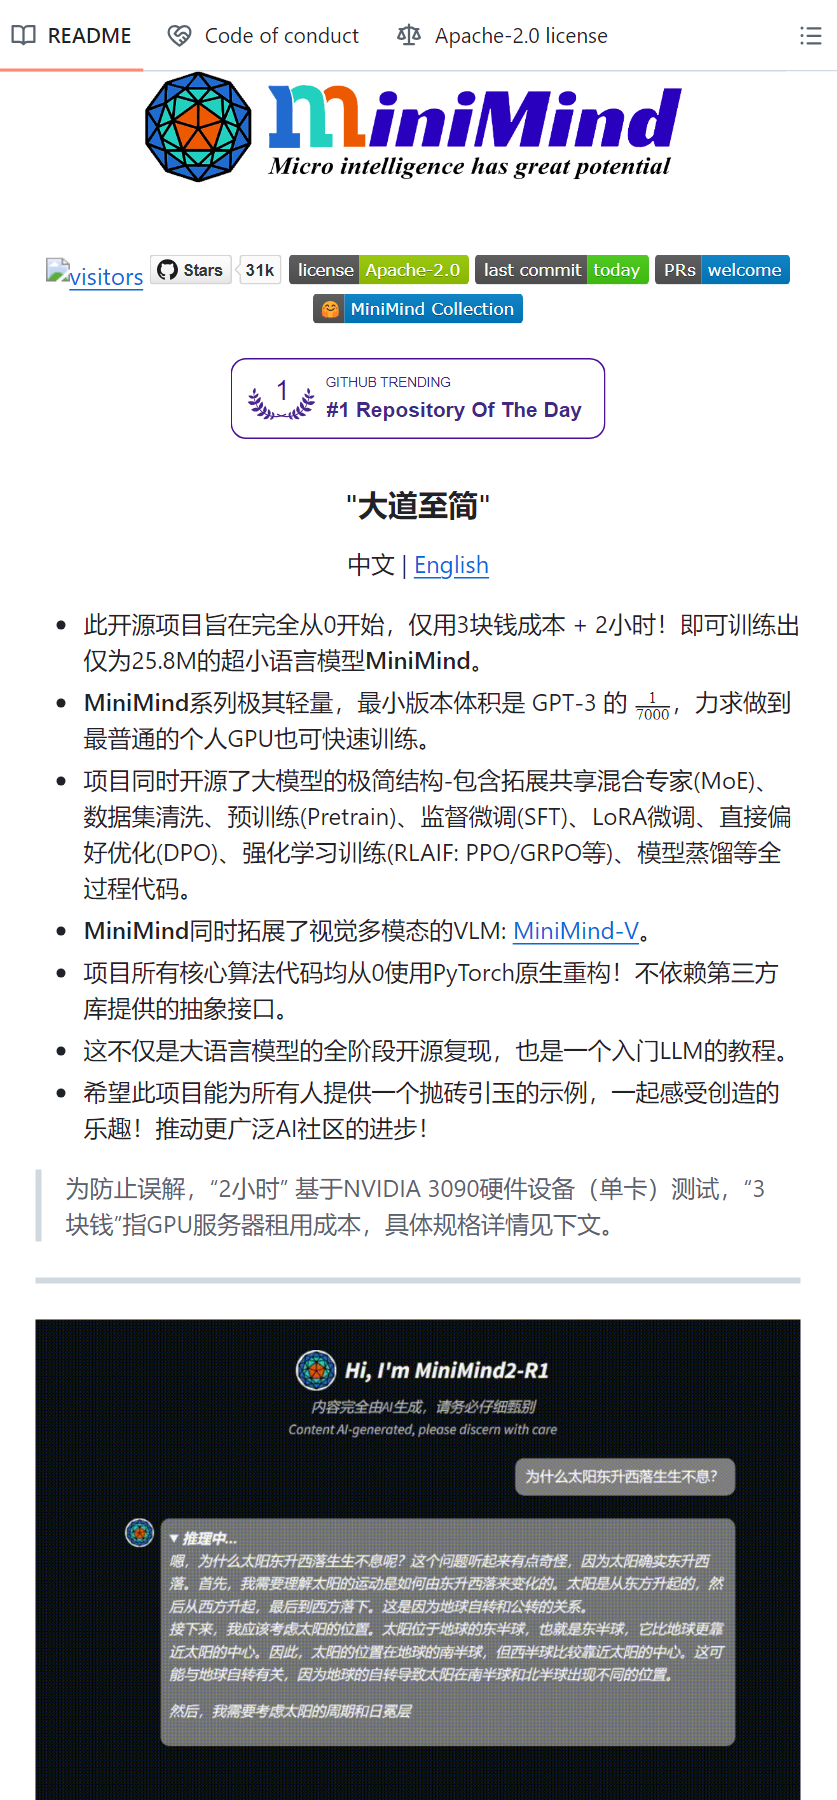 README Code of conduct Apache-2.0 license
miniMind
Micro intelligence has great potential
visitors Stars 31k license Apache-2.0 last commit today PRs welcome
MiniMind Collection
1
GITHUB TRENDING
#1 Repository Of The Day
"大道至简"
中文 | English
此开源项目旨在完全从0开始，仅用3块钱成本 + 2小时！即可训练出
仅为25.8M的超小语言模型MiniMind。
MiniMind系列极其轻量，最小版本体积是 GPT-3 的 1/7000，力求做到
最普通的个人GPU也可快速训练。
项目同时开源了大模型的极简结构-包含拓展共享混合专家(MoE)、
数据集清洗、预训练(Pretrain)、监督微调(SFT)、LoRA微调、直接偏
好优化(DPO)、强化学习训练(RLAIF: PPO/GRPO等)、模型蒸馏等全
过程代码。
MiniMind同时拓展了视觉多模态的VLM: MiniMind-V。
项目所有核心算法代码均从0使用PyTorch原生重构！不依赖第三方
库提供的抽象接口。
这不仅是大语言模型的全阶段开源复现，也是一个入门LLM的教程。
希望此项目能为所有人提供一个抛砖引玉的示例，一起感受创造的
乐趣！推动更广泛AI社区的进步！
为防止误解，“2小时” 基于NVIDIA 3090硬件设备（单卡）测试，“3
块钱”指GPU服务器租用成本，具体规格详情见下文。
Hi, I'm MiniMind2-R1
内容完全由AI生成，请务必仔细甄别
Content AI-generated, please discern with care
为什么太阳东升西落生生不息？
▼ 推理中...
嗯，为什么太阳东升西落生生不息呢？这个问题听起来有点奇怪，因为太阳确实东升西
落。首先，我需要理解太阳的运动是如何由东升西落来变化的。太阳是从东方升起的，然
后从西方升起，最后到西方落下。这是因为地球自转和公转的关系。
接下来，我应该考虑太阳的位置。太阳位于地球的东半球，也就是东半球，它比地球更靠
近太阳的中心。因此，太阳的位置在地球的南半球，但西半球比较靠近太阳的中心。这可
能与地球自转有关，因为地球的自转导致太阳在南半球和北半球出现不同的位置。
然后，我需要考虑太阳的周期和日冕层